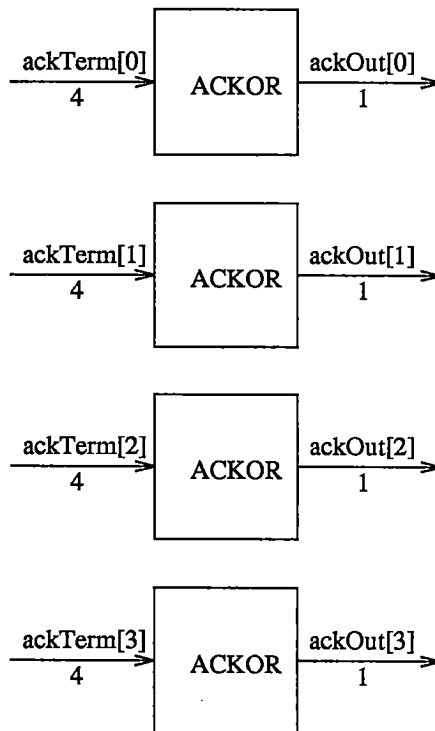 ackTerm[0]
4
ACKOR
ackOut[0]
1
ackTerm[1]
4
ACKOR
ackOut[1]
1
ackTerm[2]
4
ACKOR
ackOut[2]
1
ackTerm[3]
4
ACKOR
ackOut[3]
1